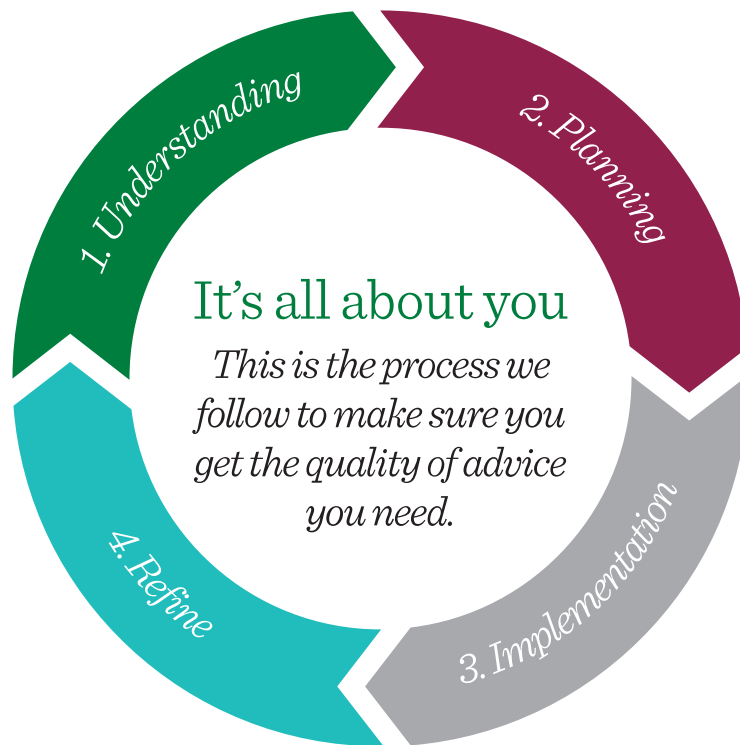 1. Understanding
2. Planning
It’s all about you
This is the process we
follow to make sure you
get the quality of advice
you need.
3. Implementation
4. Refine